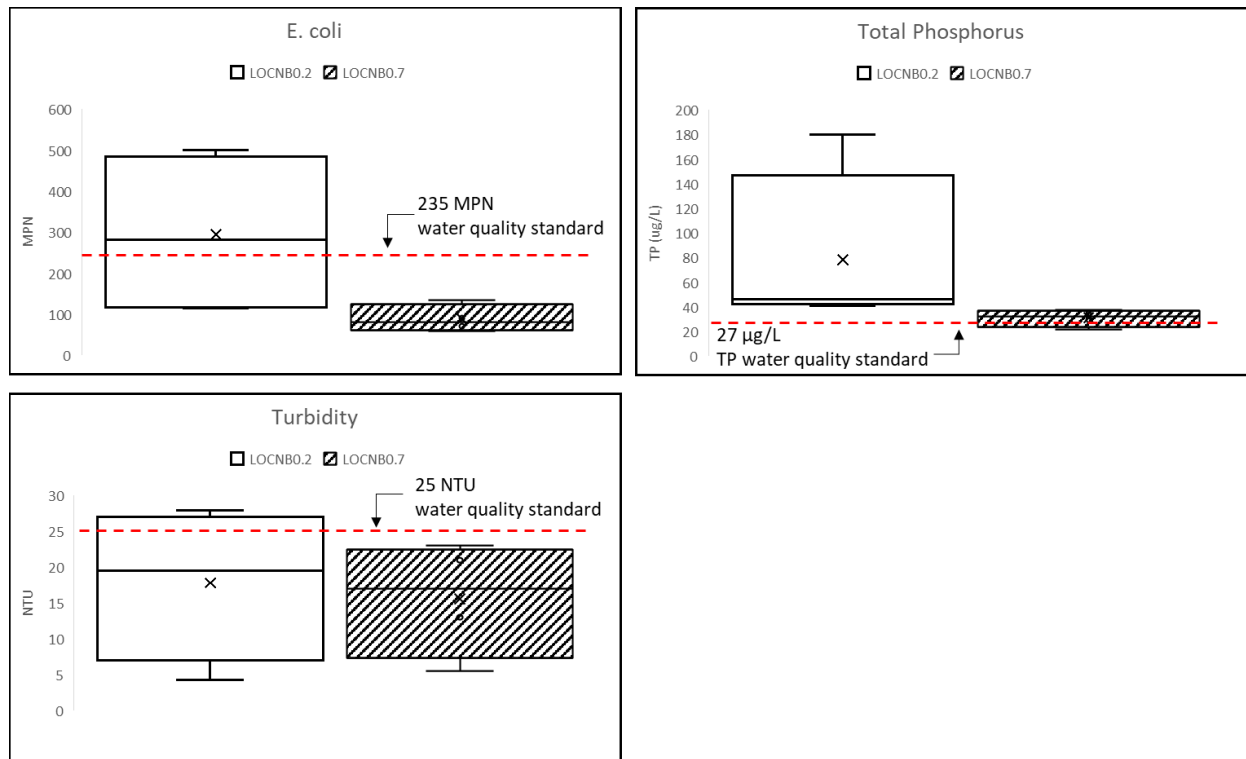 E. coli
LOCNB0.2 LOCNB0.7
600
500
400
300
200
100
0
MPN
235 MPN
water quality standard
Total Phosphorus
LOCNB0.2 LOCNB0.7
200
180
160
140
120
100
80
60
40
20
0
TP (ug/L)
27 µg/L
TP water quality standard
Turbidity
LOCNB0.2 LOCNB0.7
30
25
20
15
10
5
0
NTU
25 NTU
water quality standard